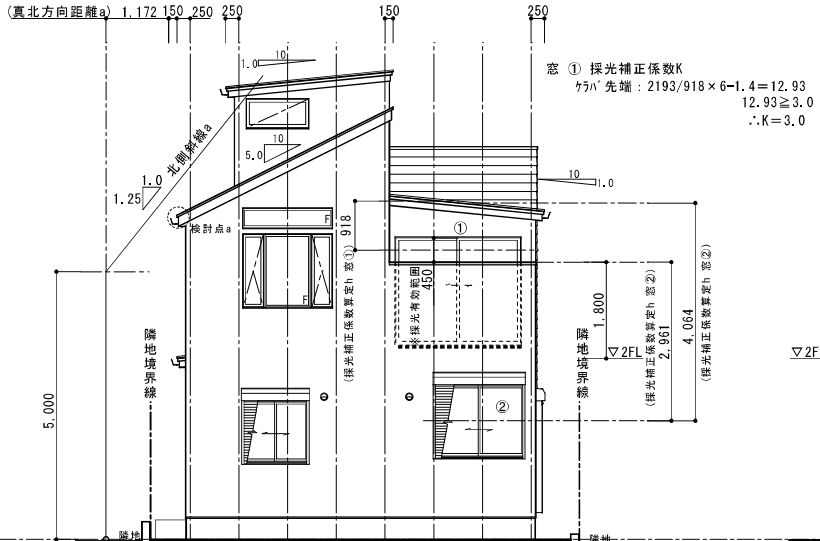 (真北方向距離a) 1,172 150 250 250 150 250
10
1.0
窓 ① 採光補正係数K
ケラバ先端：2193/918×6-1.4＝12.93
12.93≧3.0
∴K＝3.0
北側斜線a
10
5.0
1.0
1.25
10
1.0
検討点a
F
F
918
(採光補正係数算定h 窓①)
①
※採光有効範囲
450
1,800
2,961
(採光補正係数算定h 窓②)
4,064
(採光補正係数算定h 窓②)
▽2FL
▽2F
隣地境界線
隣地境界線
5,000
②
隣地
隣地